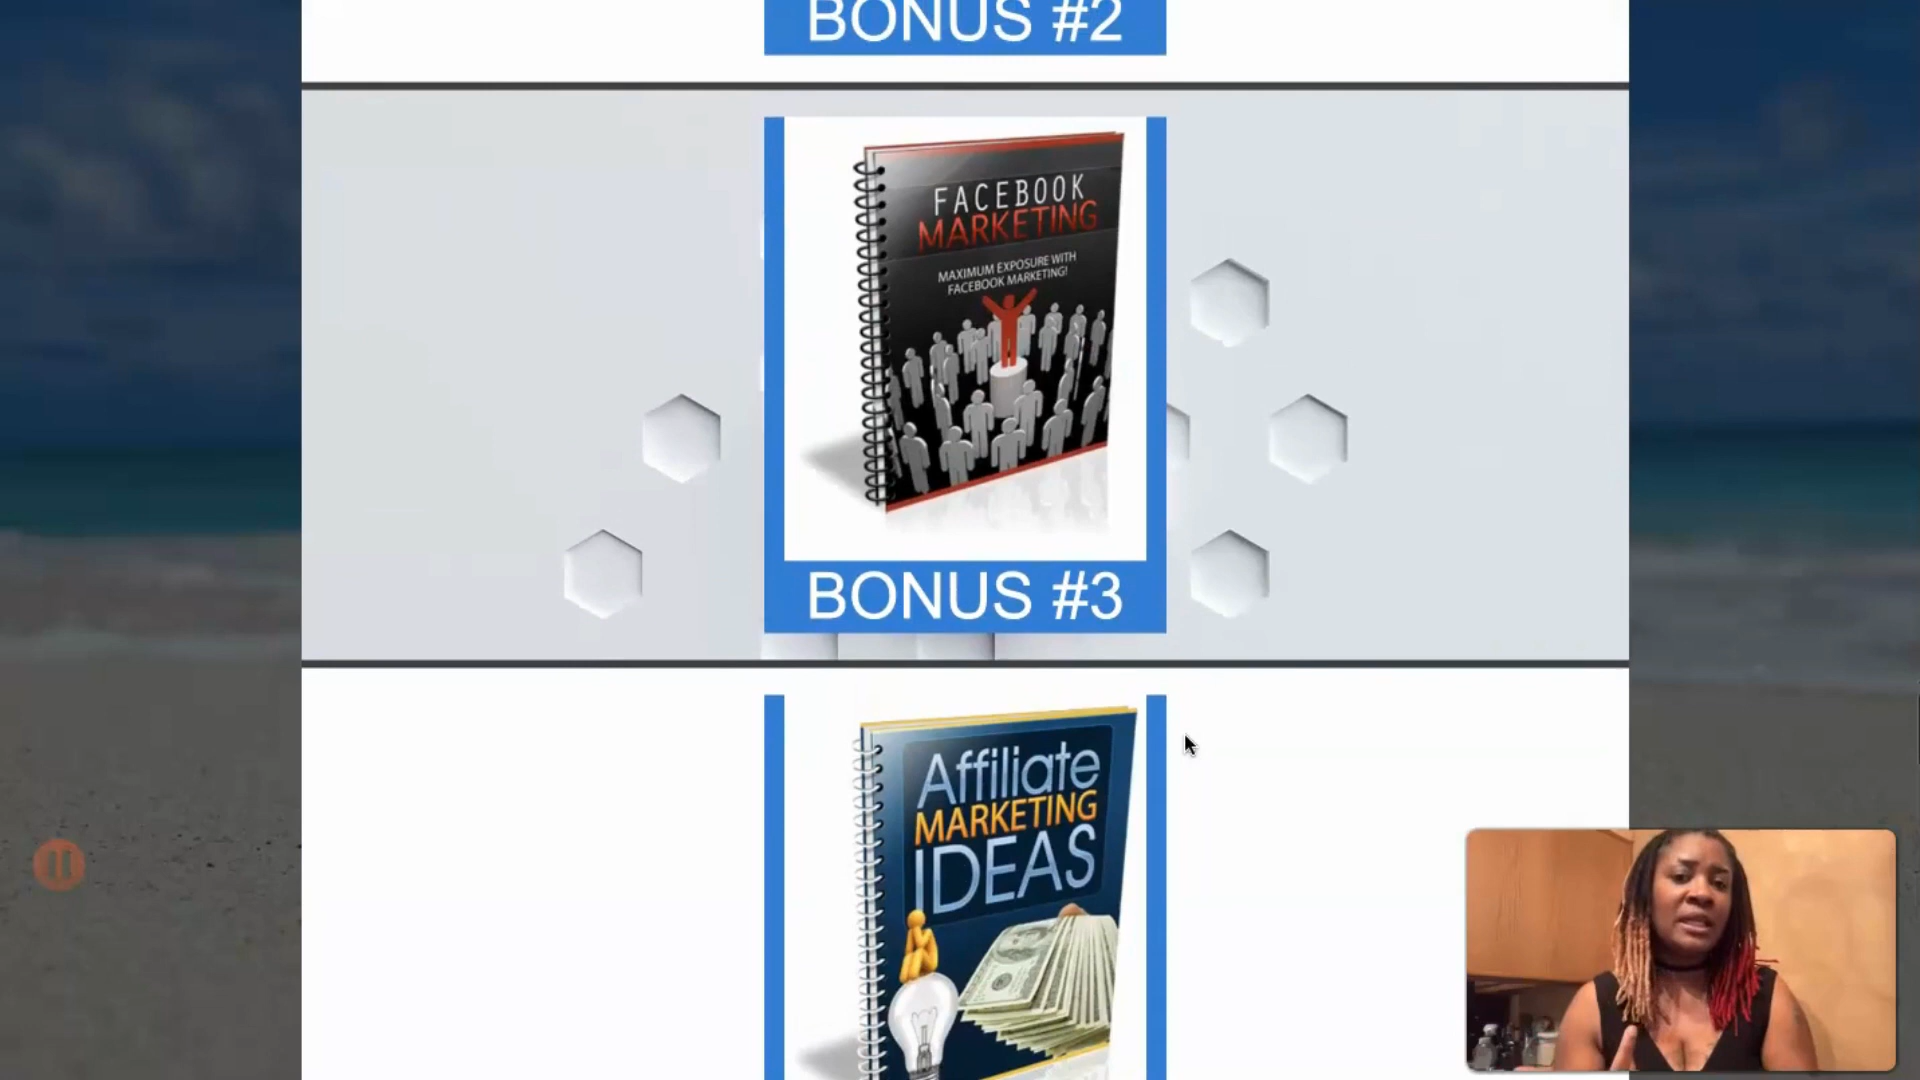 BONUS #2
FACEBOOK
MARKETING
MAXIMUM EXPOSURE WITH
FACEBOOK MARKETING!
BONUS #3
Affiliate
MARKETING
IDEAS